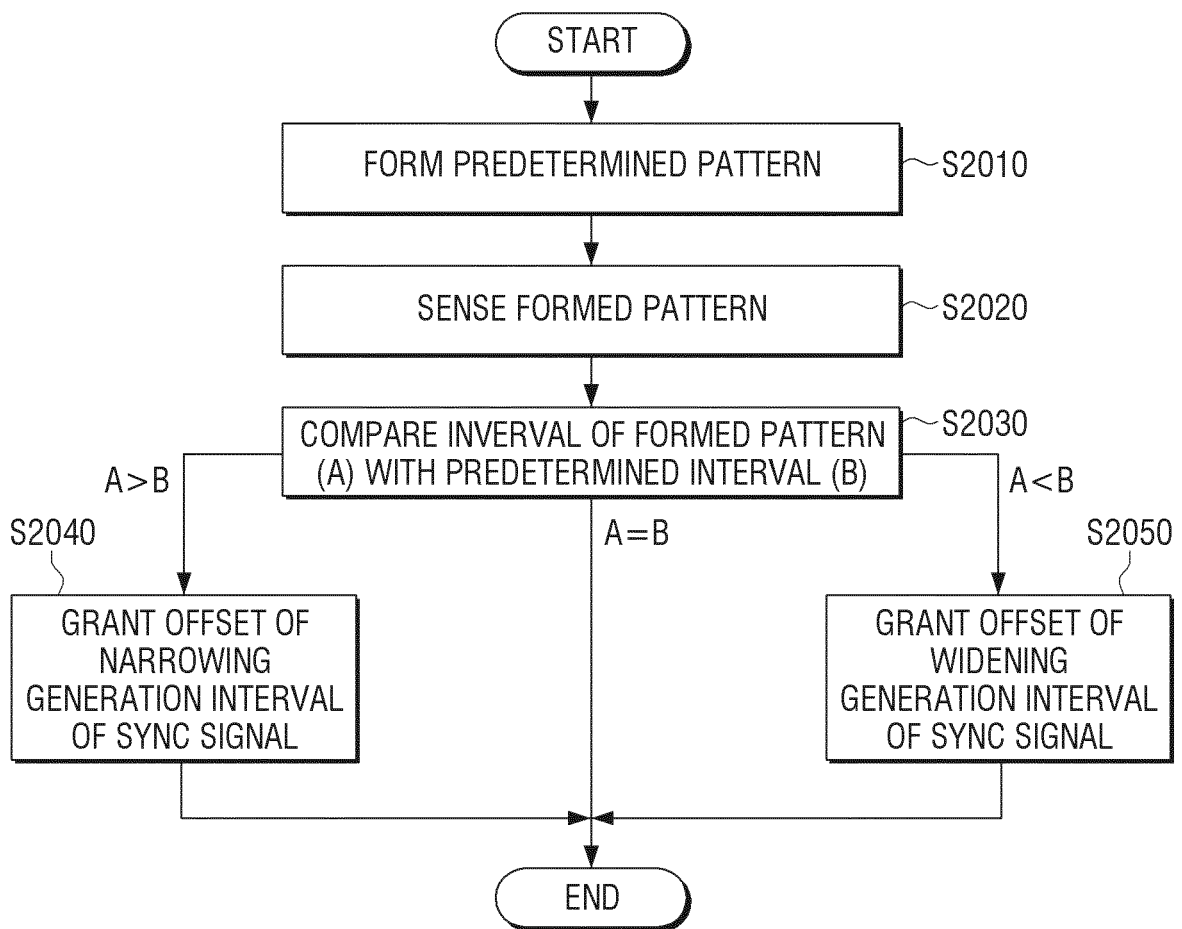 START
FORM PREDETERMINED PATTERN
S2010
SENSE FORMED PATTERN
S2020
COMPARE INVERVAL OF FORMED PATTERN
(A) WITH PREDETERMINED INTERVAL (B)
S2030
A>B
A=B
A<B
S2040
GRANT OFFSET OF
NARROWING
GENERATION INTERVAL
OF SYNC SIGNAL
S2050
GRANT OFFSET OF
WIDENING
GENERATION INTERVAL
OF SYNC SIGNAL
END